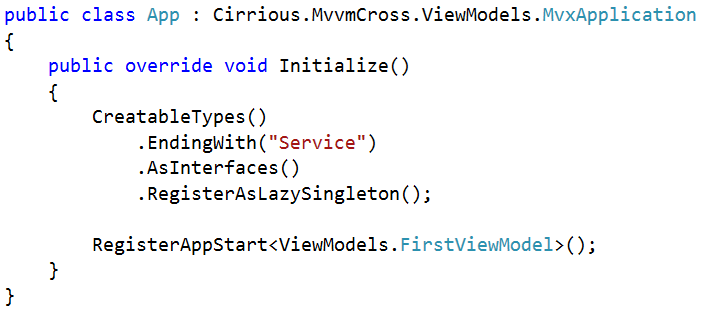 public class App : Cirrious.MvvmCross.ViewModels.MvxApplication
{
    public override void Initialize()
    {
        CreatableTypes()
            .EndingWith("Service")
            .AsInterfaces()
            .RegisterAsLazySingleton();

        RegisterAppStart<ViewModels.FirstViewModel>();
    }
}